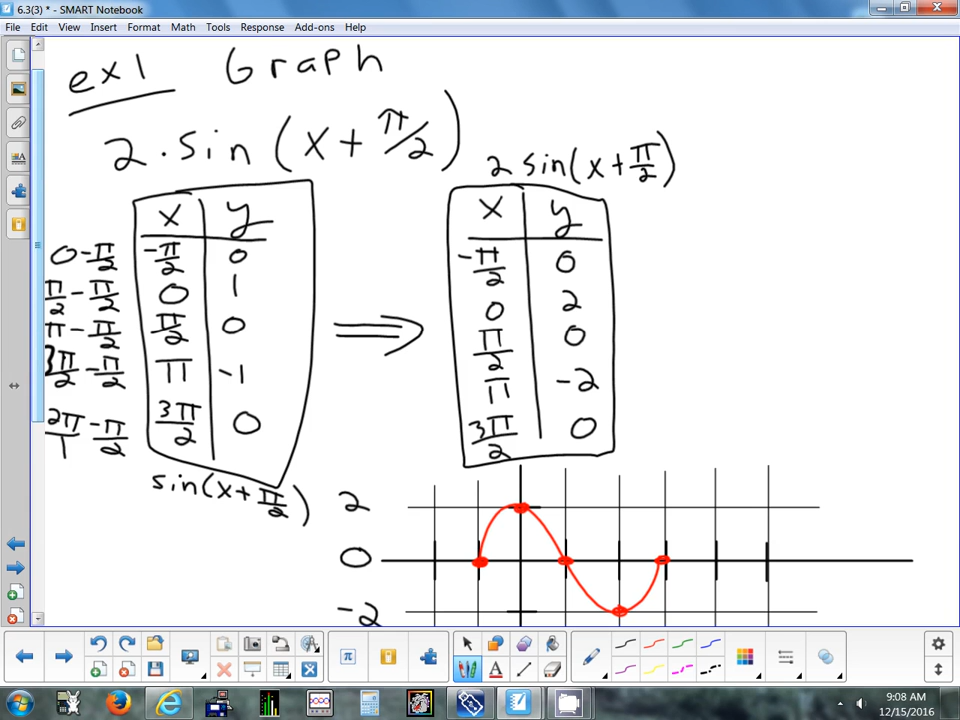 6.3(3) * - SMART Notebook
File Edit View Insert Format Math Tools Response Add-ons Help
ex 1 Graph
2 · sin (x + π/2)
x y
0 - π/2 -π/2 0
π/2 - π/2 0 1
π - π/2 π/2 0
3π/2 - π/2 π -1
2π/1 - π/2 3π/2 0
sin(x + π/2)
⇒
2 sin(x + π/2)
x y
-π/2 0
0 2
π/2 0
π -2
3π/2 0
2
0
-2
π
A
9:08 AM
12/15/2016